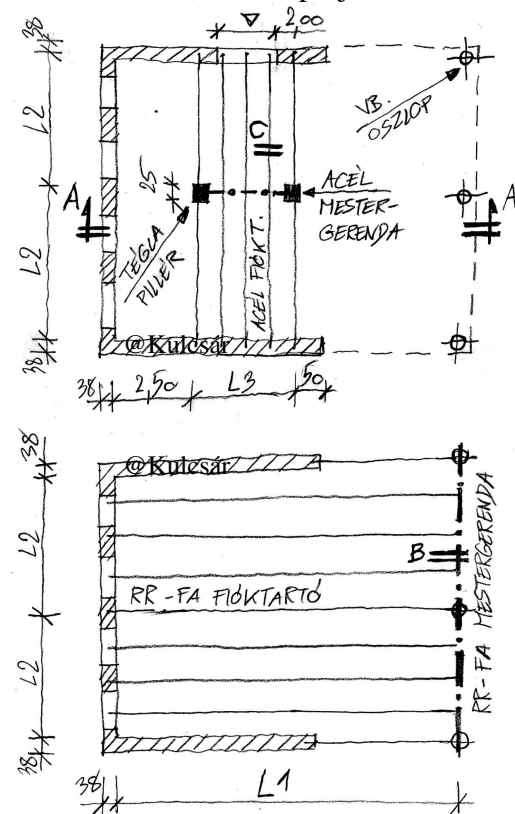 ▽ 2,00
38
L2
L2
38
25
C
VB.
OSZLOP
A
A
ACÉL
MESTER-
GERENDA
TÉGLA
PILLÉR
ACÉL FIÓKT.
@Kulcsár
38 2,50 L3 50
38
L2
L2
38
@Kulcsár
B
RR-FA FIÓKTARTÓ
RR-FA MESTERGERENDA
38 L1